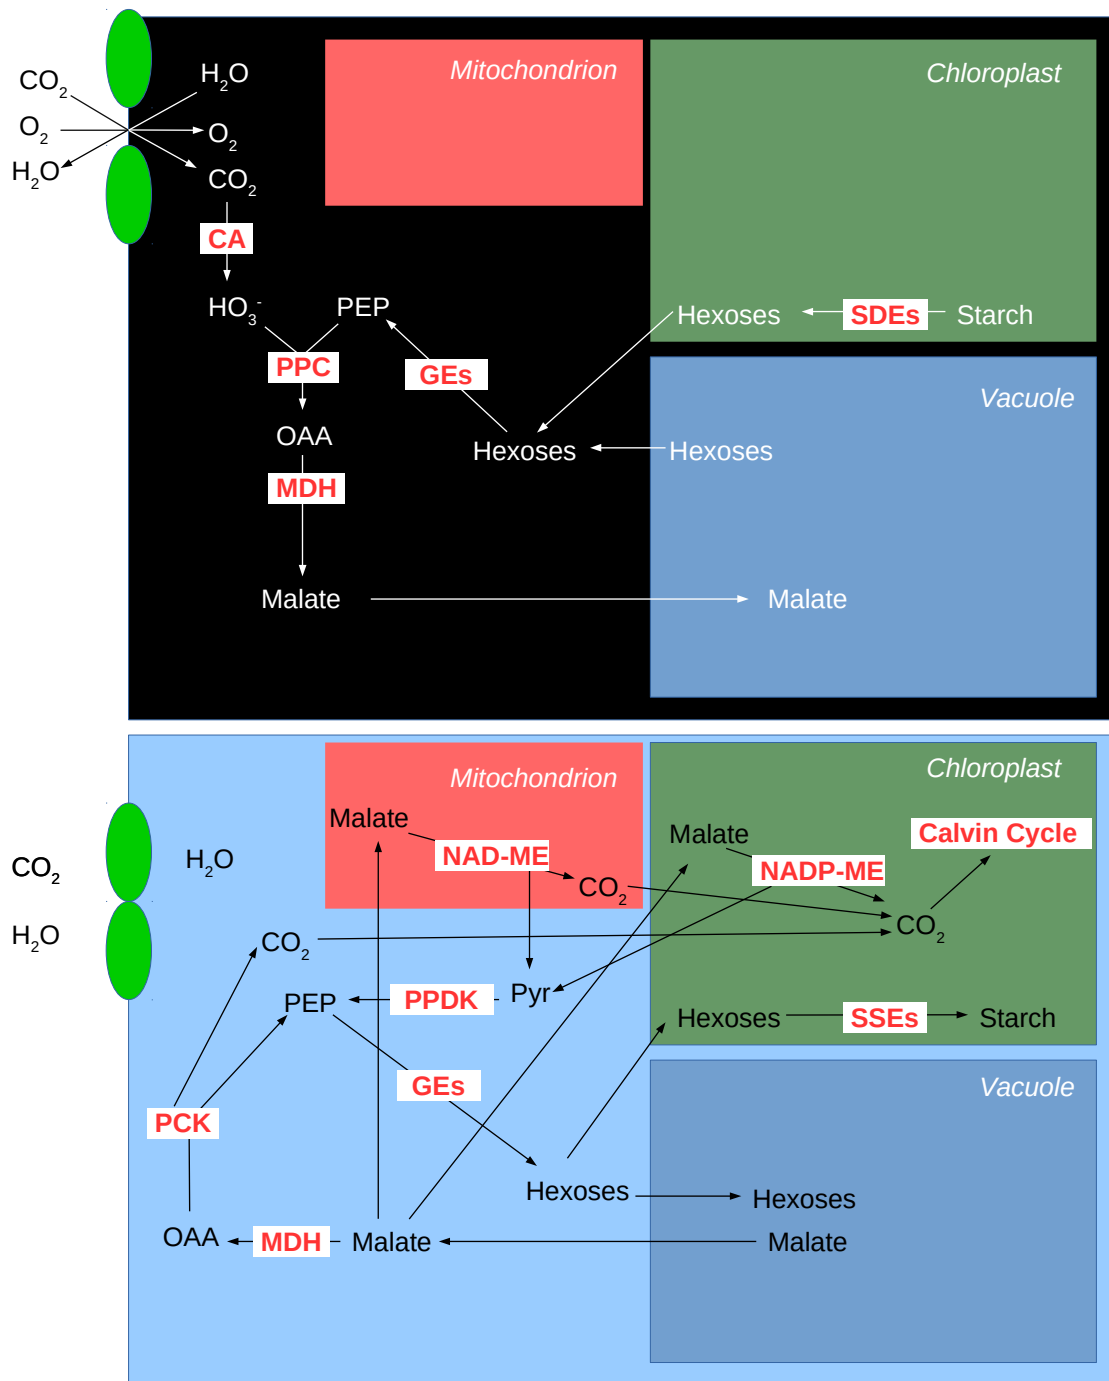 Mitochondrion
Chloroplast
CO₂
H₂O
O₂
O₂
H₂O
CO₂
CA
HO₃⁻
PEP
Hexoses
SDEs
Starch
PPC
GEs
Vacuole
OAA
Hexoses
Hexoses
MDH
Malate
Malate
Mitochondrion
Chloroplast
Malate
Malate
Calvin Cycle
CO₂
H₂O
NAD-ME
NADP-ME
CO₂
CO₂
H₂O
CO₂
PEP
PPDK
Pyr
Hexoses
SSEs
Starch
GEs
Vacuole
PCK
Hexoses
Hexoses
OAA
MDH
Malate
Malate